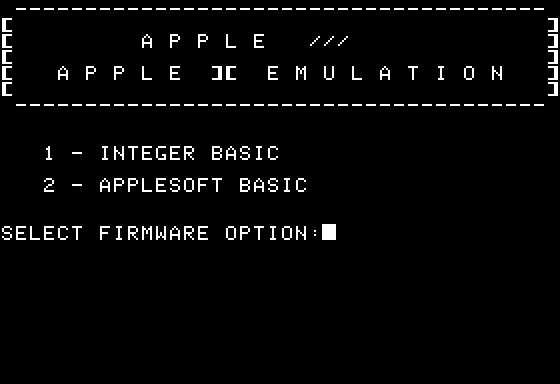 A P P L E   ///
A P P L E ][ E M U L A T I O N
1 - INTEGER BASIC
2 - APPLESOFT BASIC
SELECT FIRMWARE OPTION: